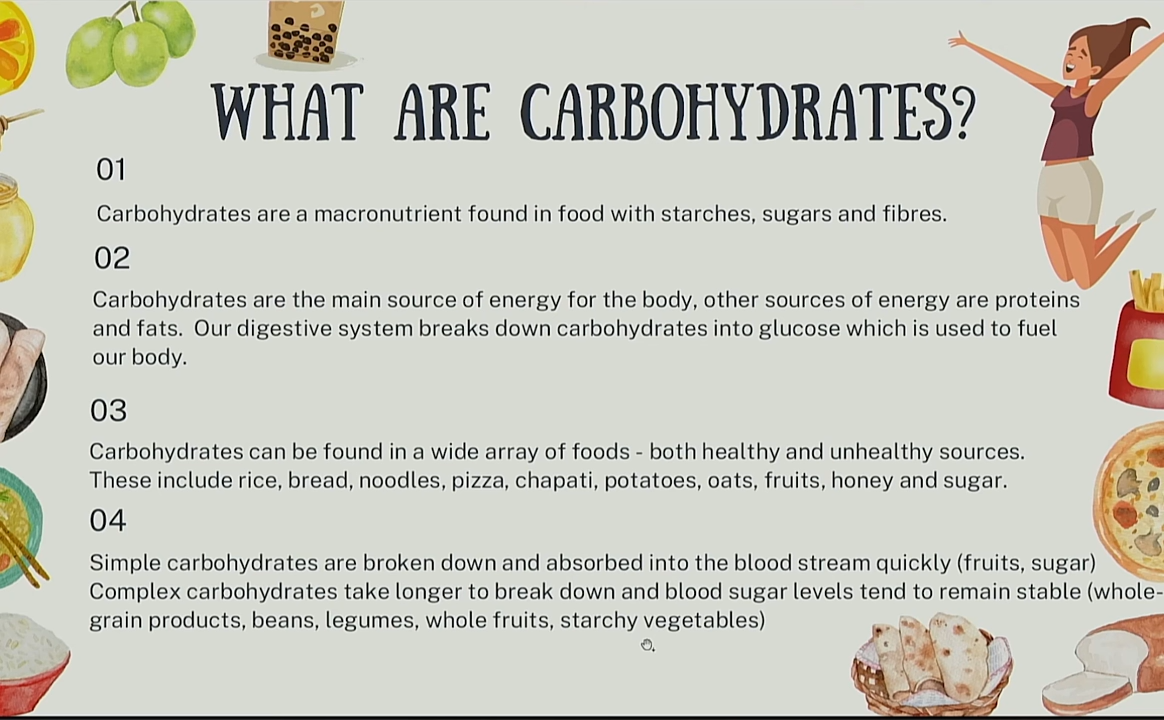 WHAT ARE CARBOHYDRATES?
01
Carbohydrates are a macronutrient found in food with starches, sugars and fibres.
02
Carbohydrates are the main source of energy for the body, other sources of energy are proteins
and fats. Our digestive system breaks down carbohydrates into glucose which is used to fuel
our body.
03
Carbohydrates can be found in a wide array of foods - both healthy and unhealthy sources.
These include rice, bread, noodles, pizza, chapati, potatoes, oats, fruits, honey and sugar.
04
Simple carbohydrates are broken down and absorbed into the blood stream quickly (fruits, sugar)
Complex carbohydrates take longer to break down and blood sugar levels tend to remain stable (whole-
grain products, beans, legumes, whole fruits, starchy vegetables)